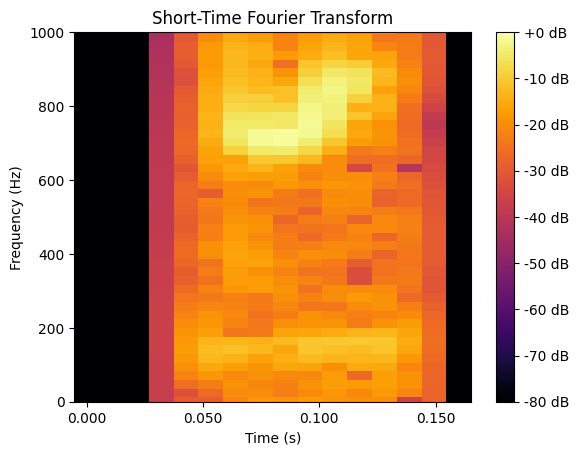 Short-Time Fourier Transform
1000
800
600
400
200
0
Frequency (Hz)
0.000
0.050
0.100
0.150
Time (s)
+0 dB
-10 dB
-20 dB
-30 dB
-40 dB
-50 dB
-60 dB
-70 dB
-80 dB